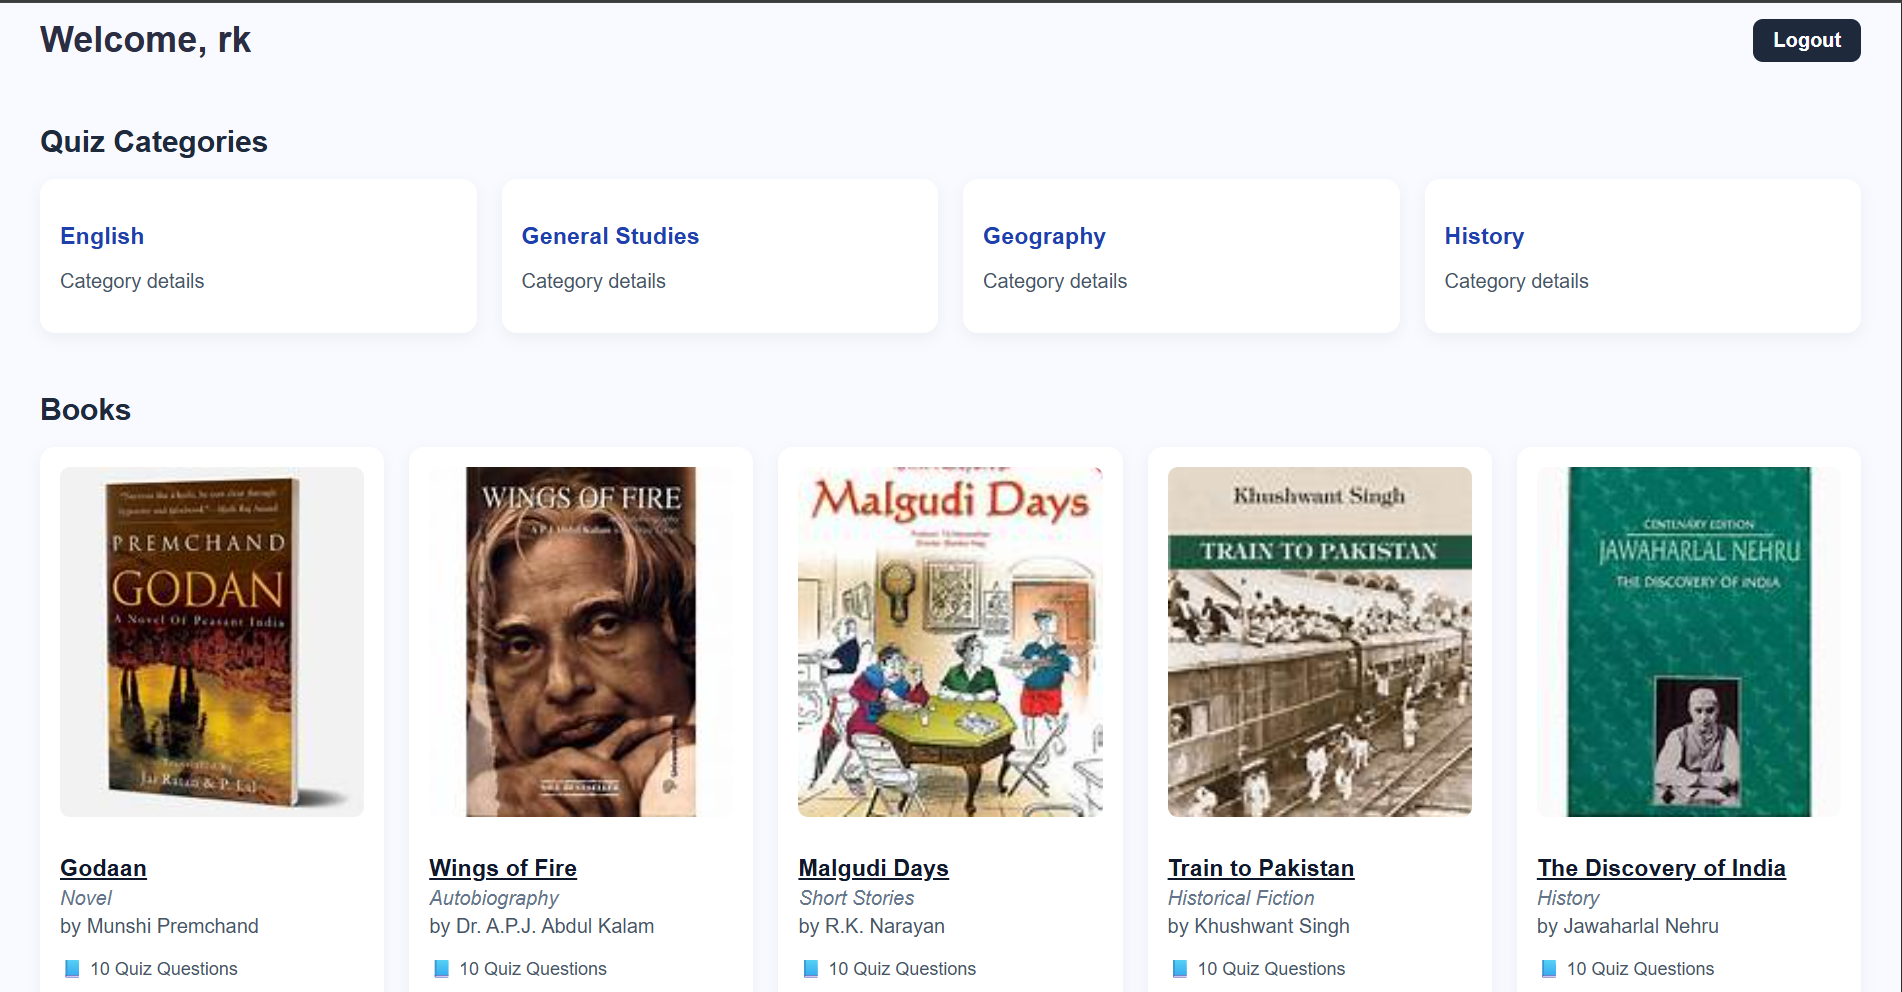 Welcome, rk
Logout
Quiz Categories
English
Category details
General Studies
Category details
Geography
Category details
History
Category details
Books
PREMCHAND
GODAN
A Novel Of Peasant India
Jai Ratan & P. Lal
WINGS OF FIRE
Malgudi Days
Khushwant Singh
TRAIN TO PAKISTAN
CENTENARY EDITION
JAWAHARLAL NEHRU
THE DISCOVERY OF INDIA
Godaan
Novel
by Munshi Premchand
10 Quiz Questions
Wings of Fire
Autobiography
by Dr. A.P.J. Abdul Kalam
10 Quiz Questions
Malgudi Days
Short Stories
by R.K. Narayan
10 Quiz Questions
Train to Pakistan
Historical Fiction
by Khushwant Singh
10 Quiz Questions
The Discovery of India
History
by Jawaharlal Nehru
10 Quiz Questions